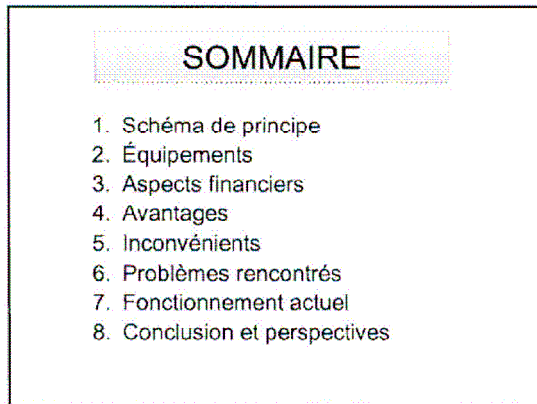 SOMMAIRE
1. Schéma de principe
2. Équipements
3. Aspects financiers
4. Avantages
5. Inconvénients
6. Problèmes rencontrés
7. Fonctionnement actuel
8. Conclusion et perspectives